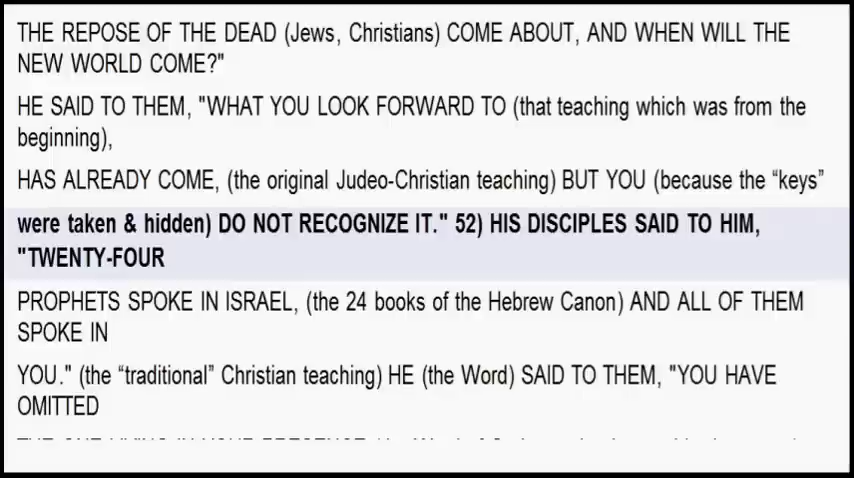 THE REPOSE OF THE DEAD (Jews, Christians) COME ABOUT, AND WHEN WILL THE
NEW WORLD COME?"
HE SAID TO THEM, "WHAT YOU LOOK FORWARD TO (that teaching which was from the
beginning),
HAS ALREADY COME, (the original Judeo-Christian teaching) BUT YOU (because the “keys”
were taken & hidden) DO NOT RECOGNIZE IT." 52) HIS DISCIPLES SAID TO HIM,
"TWENTY-FOUR
PROPHETS SPOKE IN ISRAEL, (the 24 books of the Hebrew Canon) AND ALL OF THEM
SPOKE IN
YOU." (the “traditional” Christian teaching) HE (the Word) SAID TO THEM, "YOU HAVE
OMITTED